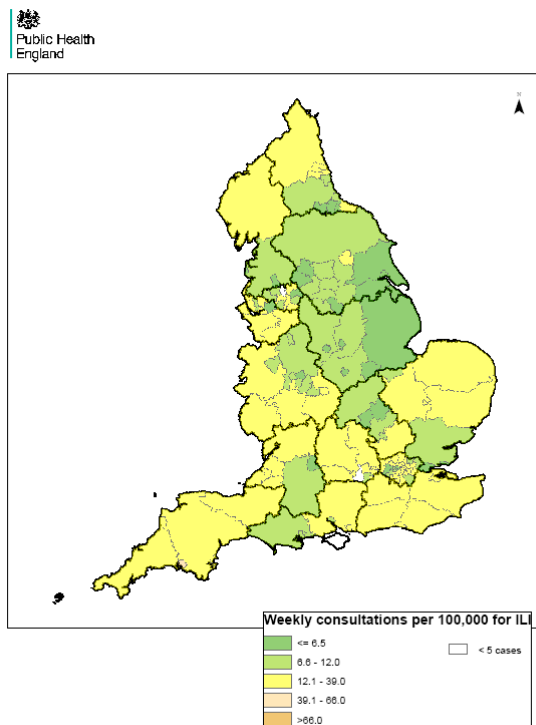 Public Health
England
N
Weekly consultations per 100,000 for ILI
<= 6.5
6.6 - 12.0
12.1 - 39.0
39.1 - 66.0
>66.0
< 5 cases